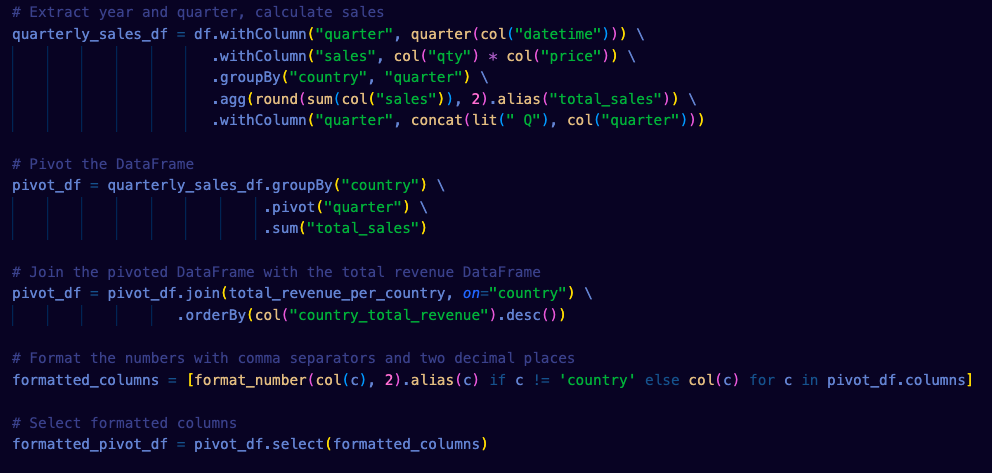 # Extract year and quarter, calculate sales
quarterly_sales_df = df.withColumn("quarter", quarter(col("datetime"))) \
.withColumn("sales", col("qty") * col("price")) \
.groupBy("country", "quarter") \
.agg(round(sum(col("sales")), 2).alias("total_sales")) \
.withColumn("quarter", concat(lit(" Q"), col("quarter")))
# Pivot the DataFrame
pivot_df = quarterly_sales_df.groupBy("country") \
.pivot("quarter") \
.sum("total_sales")
# Join the pivoted DataFrame with the total revenue DataFrame
pivot_df = pivot_df.join(total_revenue_per_country, on="country") \
.orderBy(col("country_total_revenue").desc())
# Format the numbers with comma separators and two decimal places
formatted_columns = [format_number(col(c), 2).alias(c) if c != 'country' else col(c) for c in pivot_df.columns]
# Select formatted columns
formatted_pivot_df = pivot_df.select(formatted_columns)